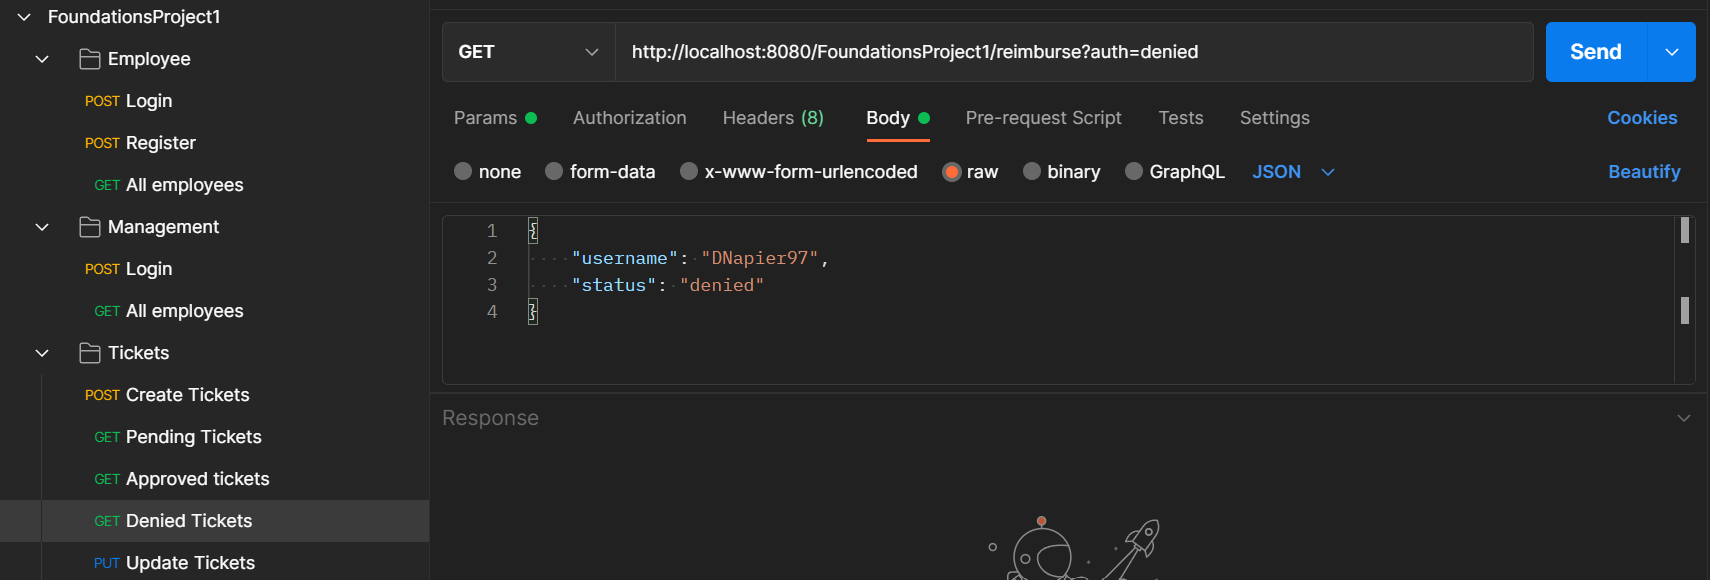 FoundationsProject1
Employee
POST Login
POST Register
GET All employees
Management
POST Login
GET All employees
Tickets
POST Create Tickets
GET Pending Tickets
GET Approved tickets
GET Denied Tickets
PUT Update Tickets
GET http://localhost:8080/FoundationsProject1/reimburse?auth=denied Send
Params Authorization Headers (8) Body Pre-request Script Tests Settings Cookies
none form-data x-www-form-urlencoded raw binary GraphQL JSON Beautify
1 {
2 "username": "DNapier97",
3 "status": "denied"
4 }
Response